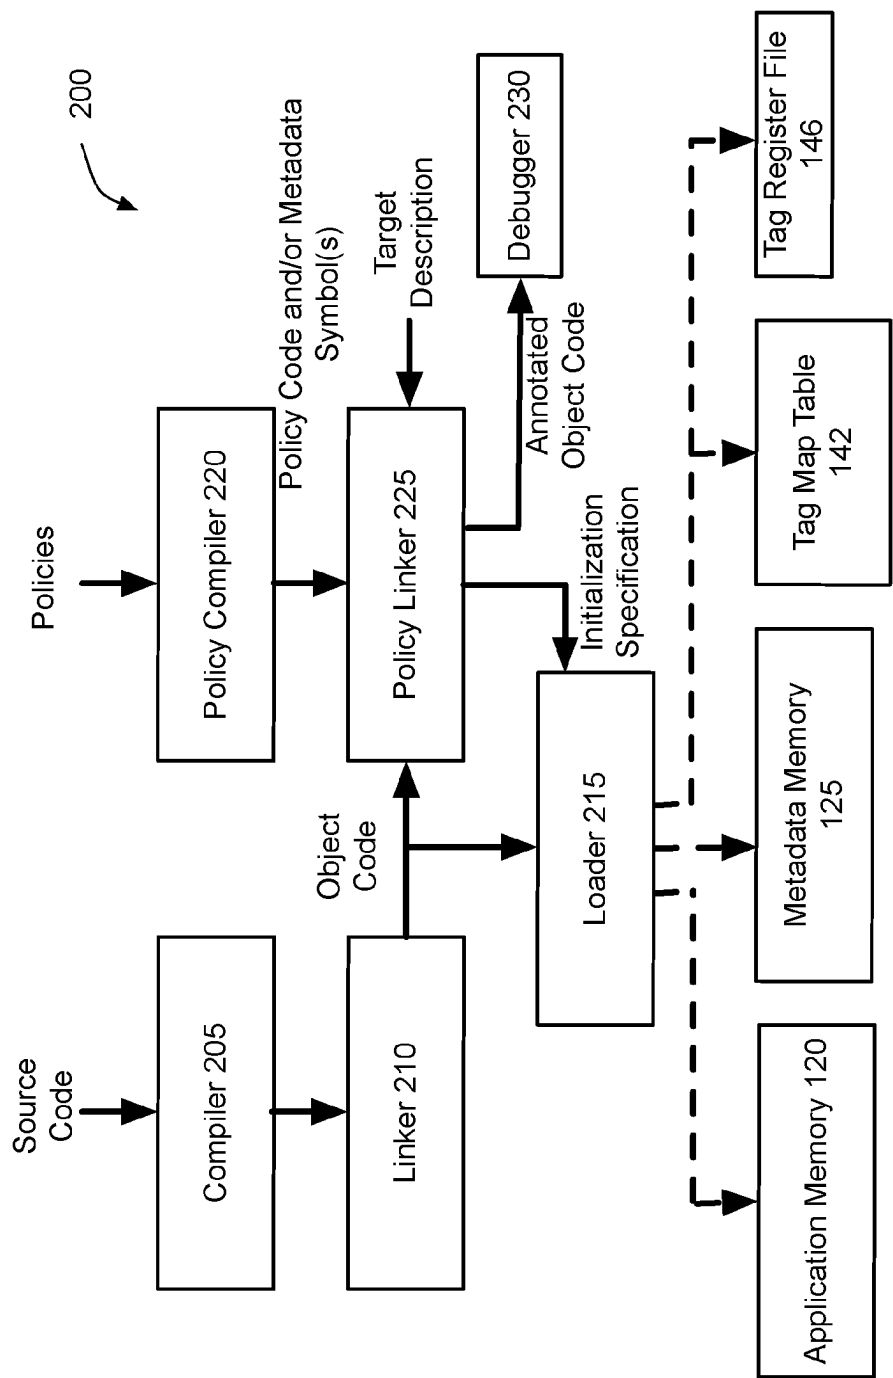 200
Source
Code
Policies
Compiler 205
Policy Compiler 220
Policy Code and/or Metadata
Symbol(s)
Linker 210
Object
Code
Policy Linker 225
Target
Description
Loader 215
Initialization
Specification
Annotated
Object Code
Debugger 230
Application Memory 120
Metadata Memory
125
Tag Map Table
142
Tag Register File
146